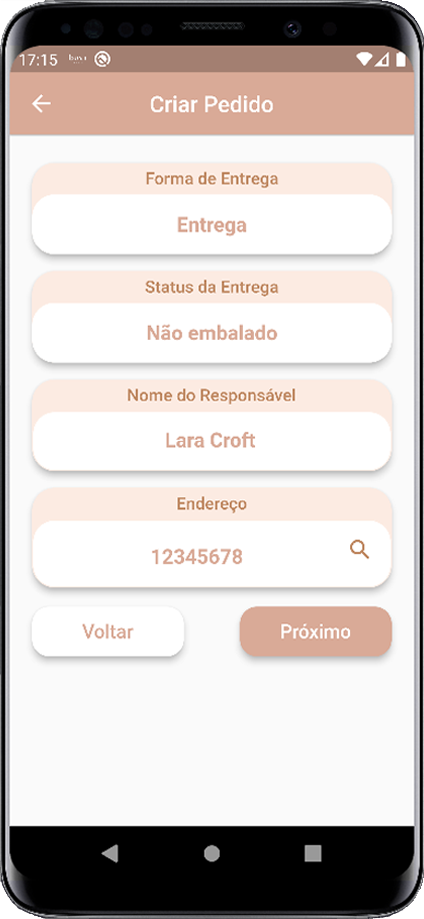 17:15
Criar Pedido
Forma de Entrega
Entrega
Status da Entrega
Não embalado
Nome do Responsável
Lara Croft
Endereço
12345678
Voltar
Próximo